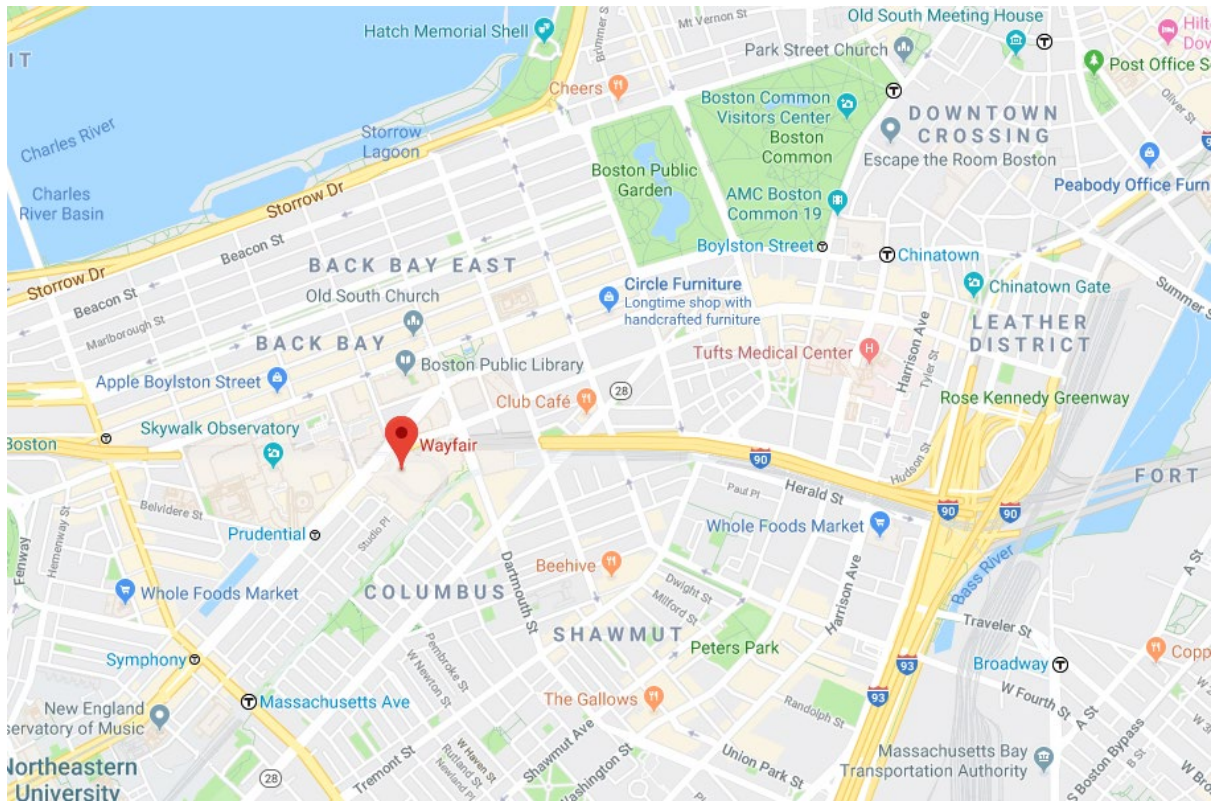 Hatch Memorial Shell
Mt Vernon St
Old South Meeting House
Park Street Church
Post Office
Cheers
Oliver St
Boston Common
Visitors Center
Boston
Common
DOWNTOWN
CROSSING
Escape the Room Boston
Charles River
Storrow
Lagoon
Boston Public
Garden
Charles
River Basin
Storrow Dr
AMC Boston
Common 19
Peabody Office Furn
Beacon St
Boylston Street
Chinatown
Storrow Dr
BACK BAY EAST
Beacon St
Circle Furniture
Longtime shop with
handcrafted furniture
Chinatown Gate
Summer St
Old South Church
Marlborough St
BACK BAY
LEATHER
DISTRICT
Harrison Ave
Tyler St
Boston Public Library
Tufts Medical Center
Apple Boylston Street
Club Café
28
Rose Kennedy Greenway
Skywalk Observatory
Wayfair
Boston
90
Hudson St
FORT
Herald St
Paul Pl
Belvidere St
90
90
Prudential
Studio Pl
Whole Foods Market
Fenway
Hemenway St
Dartmouth St
Beehive
Bass River
A St
Whole Foods Market
COLUMBUS
Dwight St
Milford St
Harrison Ave
Traveler St
SHAWMUT
Peters Park
Symphony
Pembroke St
W Newton St
Broadway
93
Copp
Massachusetts Ave
The Gallows
93
W Fourth St
A St
New England
servatory of Music
Randolph St
W Haven St
Rutland St
Newland Pl
Shawmut Ave
Washington St
Union Park St
Massachusetts Bay
Transportation Authority
S Boston Bypass
B St
Northeastern
University
28
Tremont St